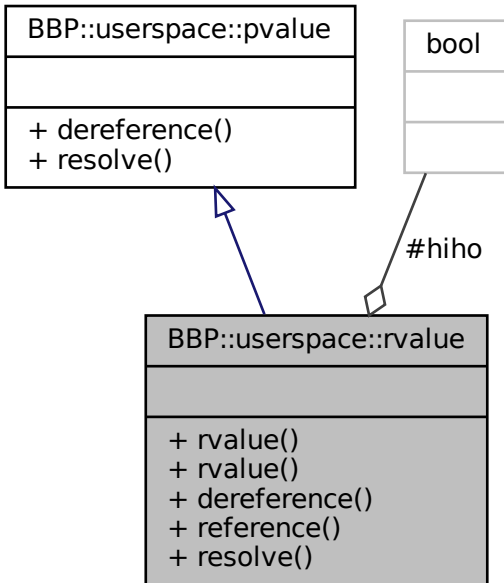 BBP::userspace::pvalue
+ dereference()
+ resolve()
bool
#hiho
BBP::userspace::rvalue
+ rvalue()
+ rvalue()
+ dereference()
+ reference()
+ resolve()